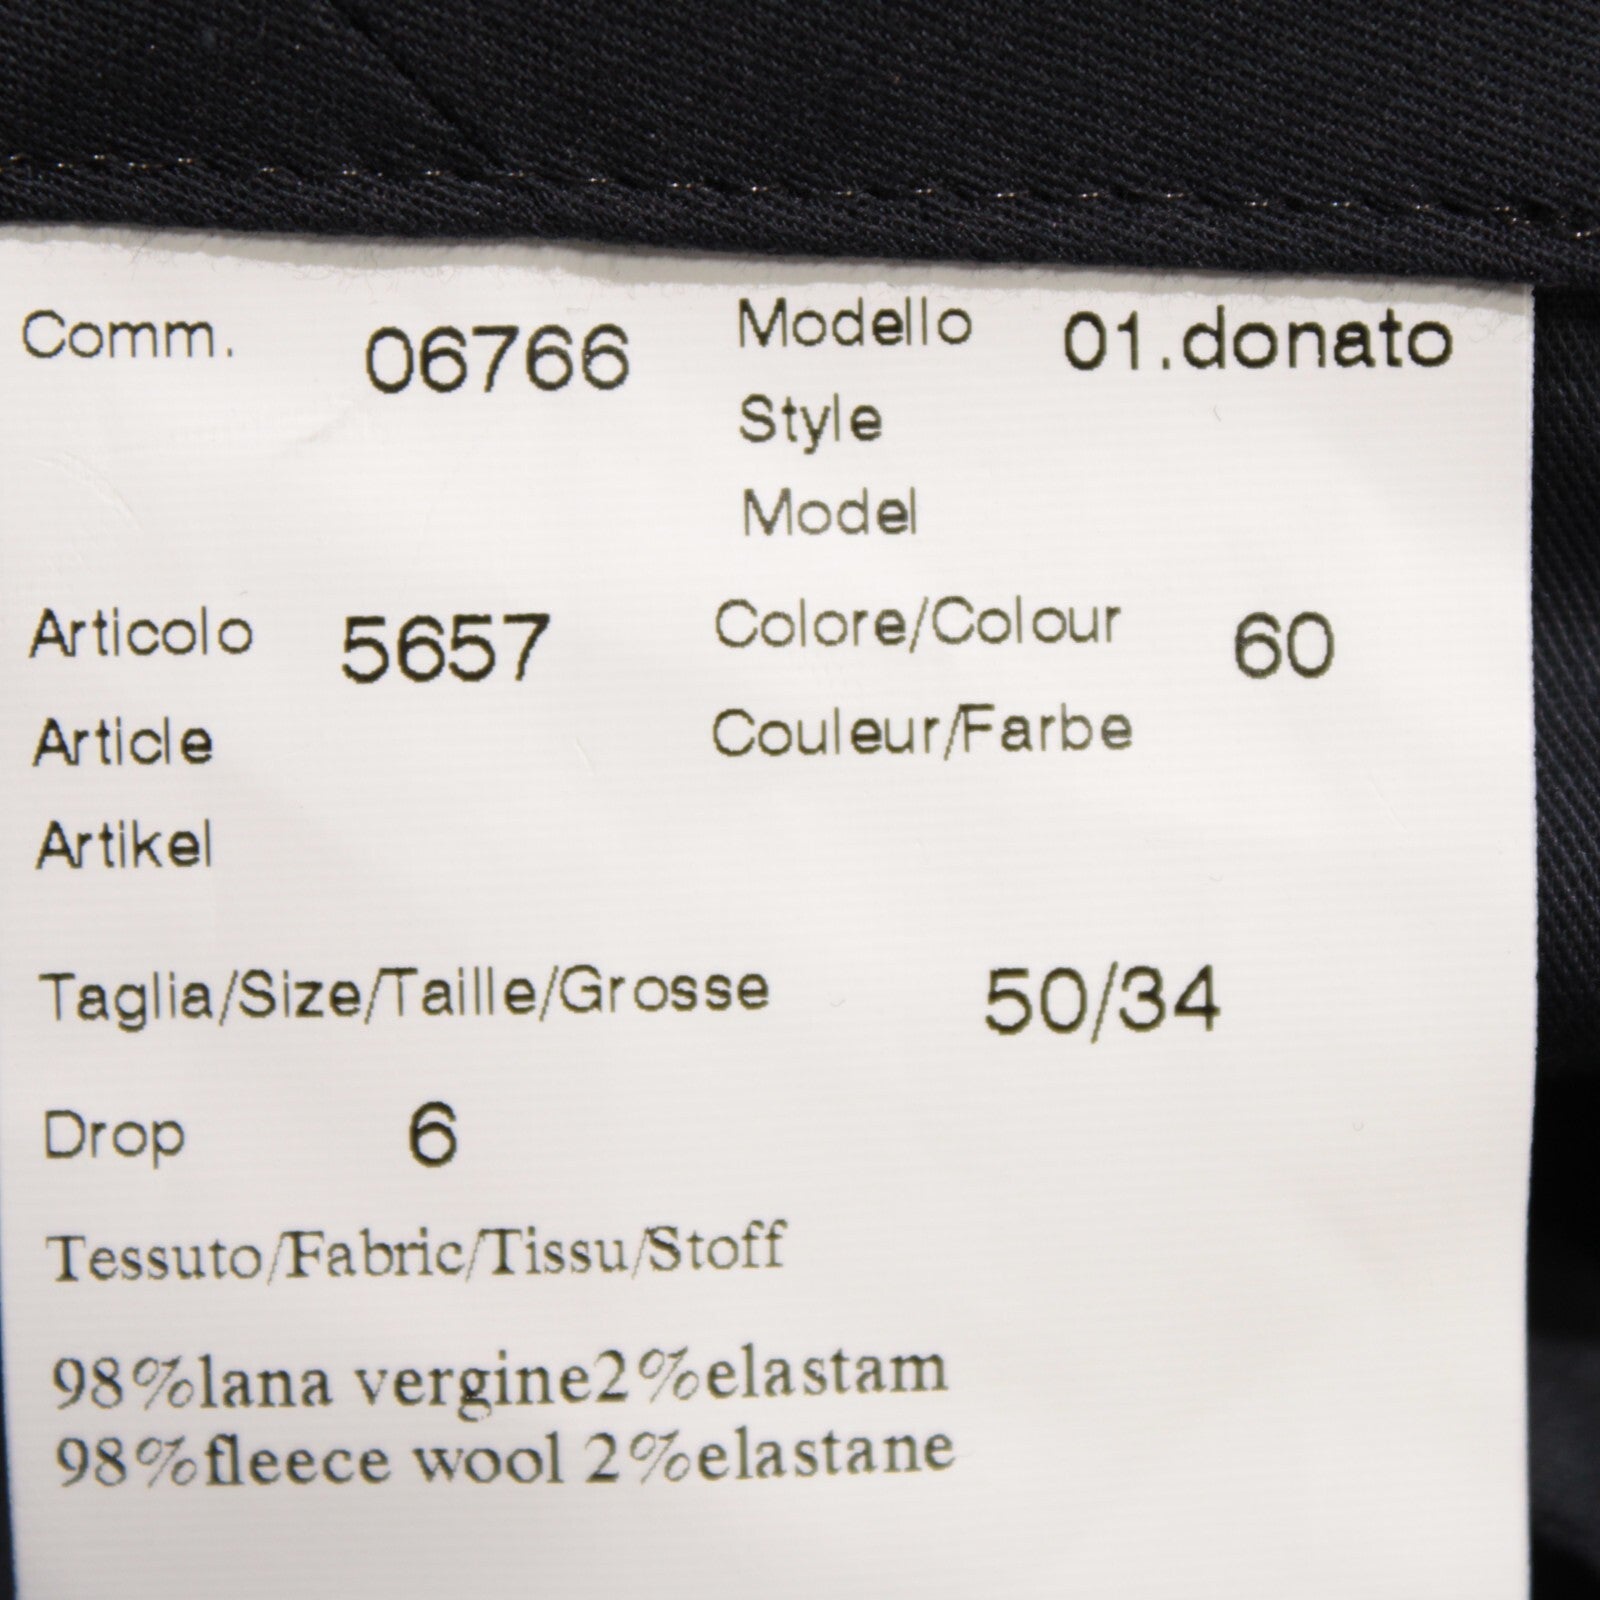 Comm. 06766 Modello 01.donato
Style
Model
Articolo 5657 Colore/Colour 60
Article Couleur/Farbe
Artikel
Taglia/Size/Taille/Grosse 50/34
Drop 6
Tessuto/Fabric/Tissu/Stoff
98%lana vergine2%elastam
98%fleece wool 2%elastane